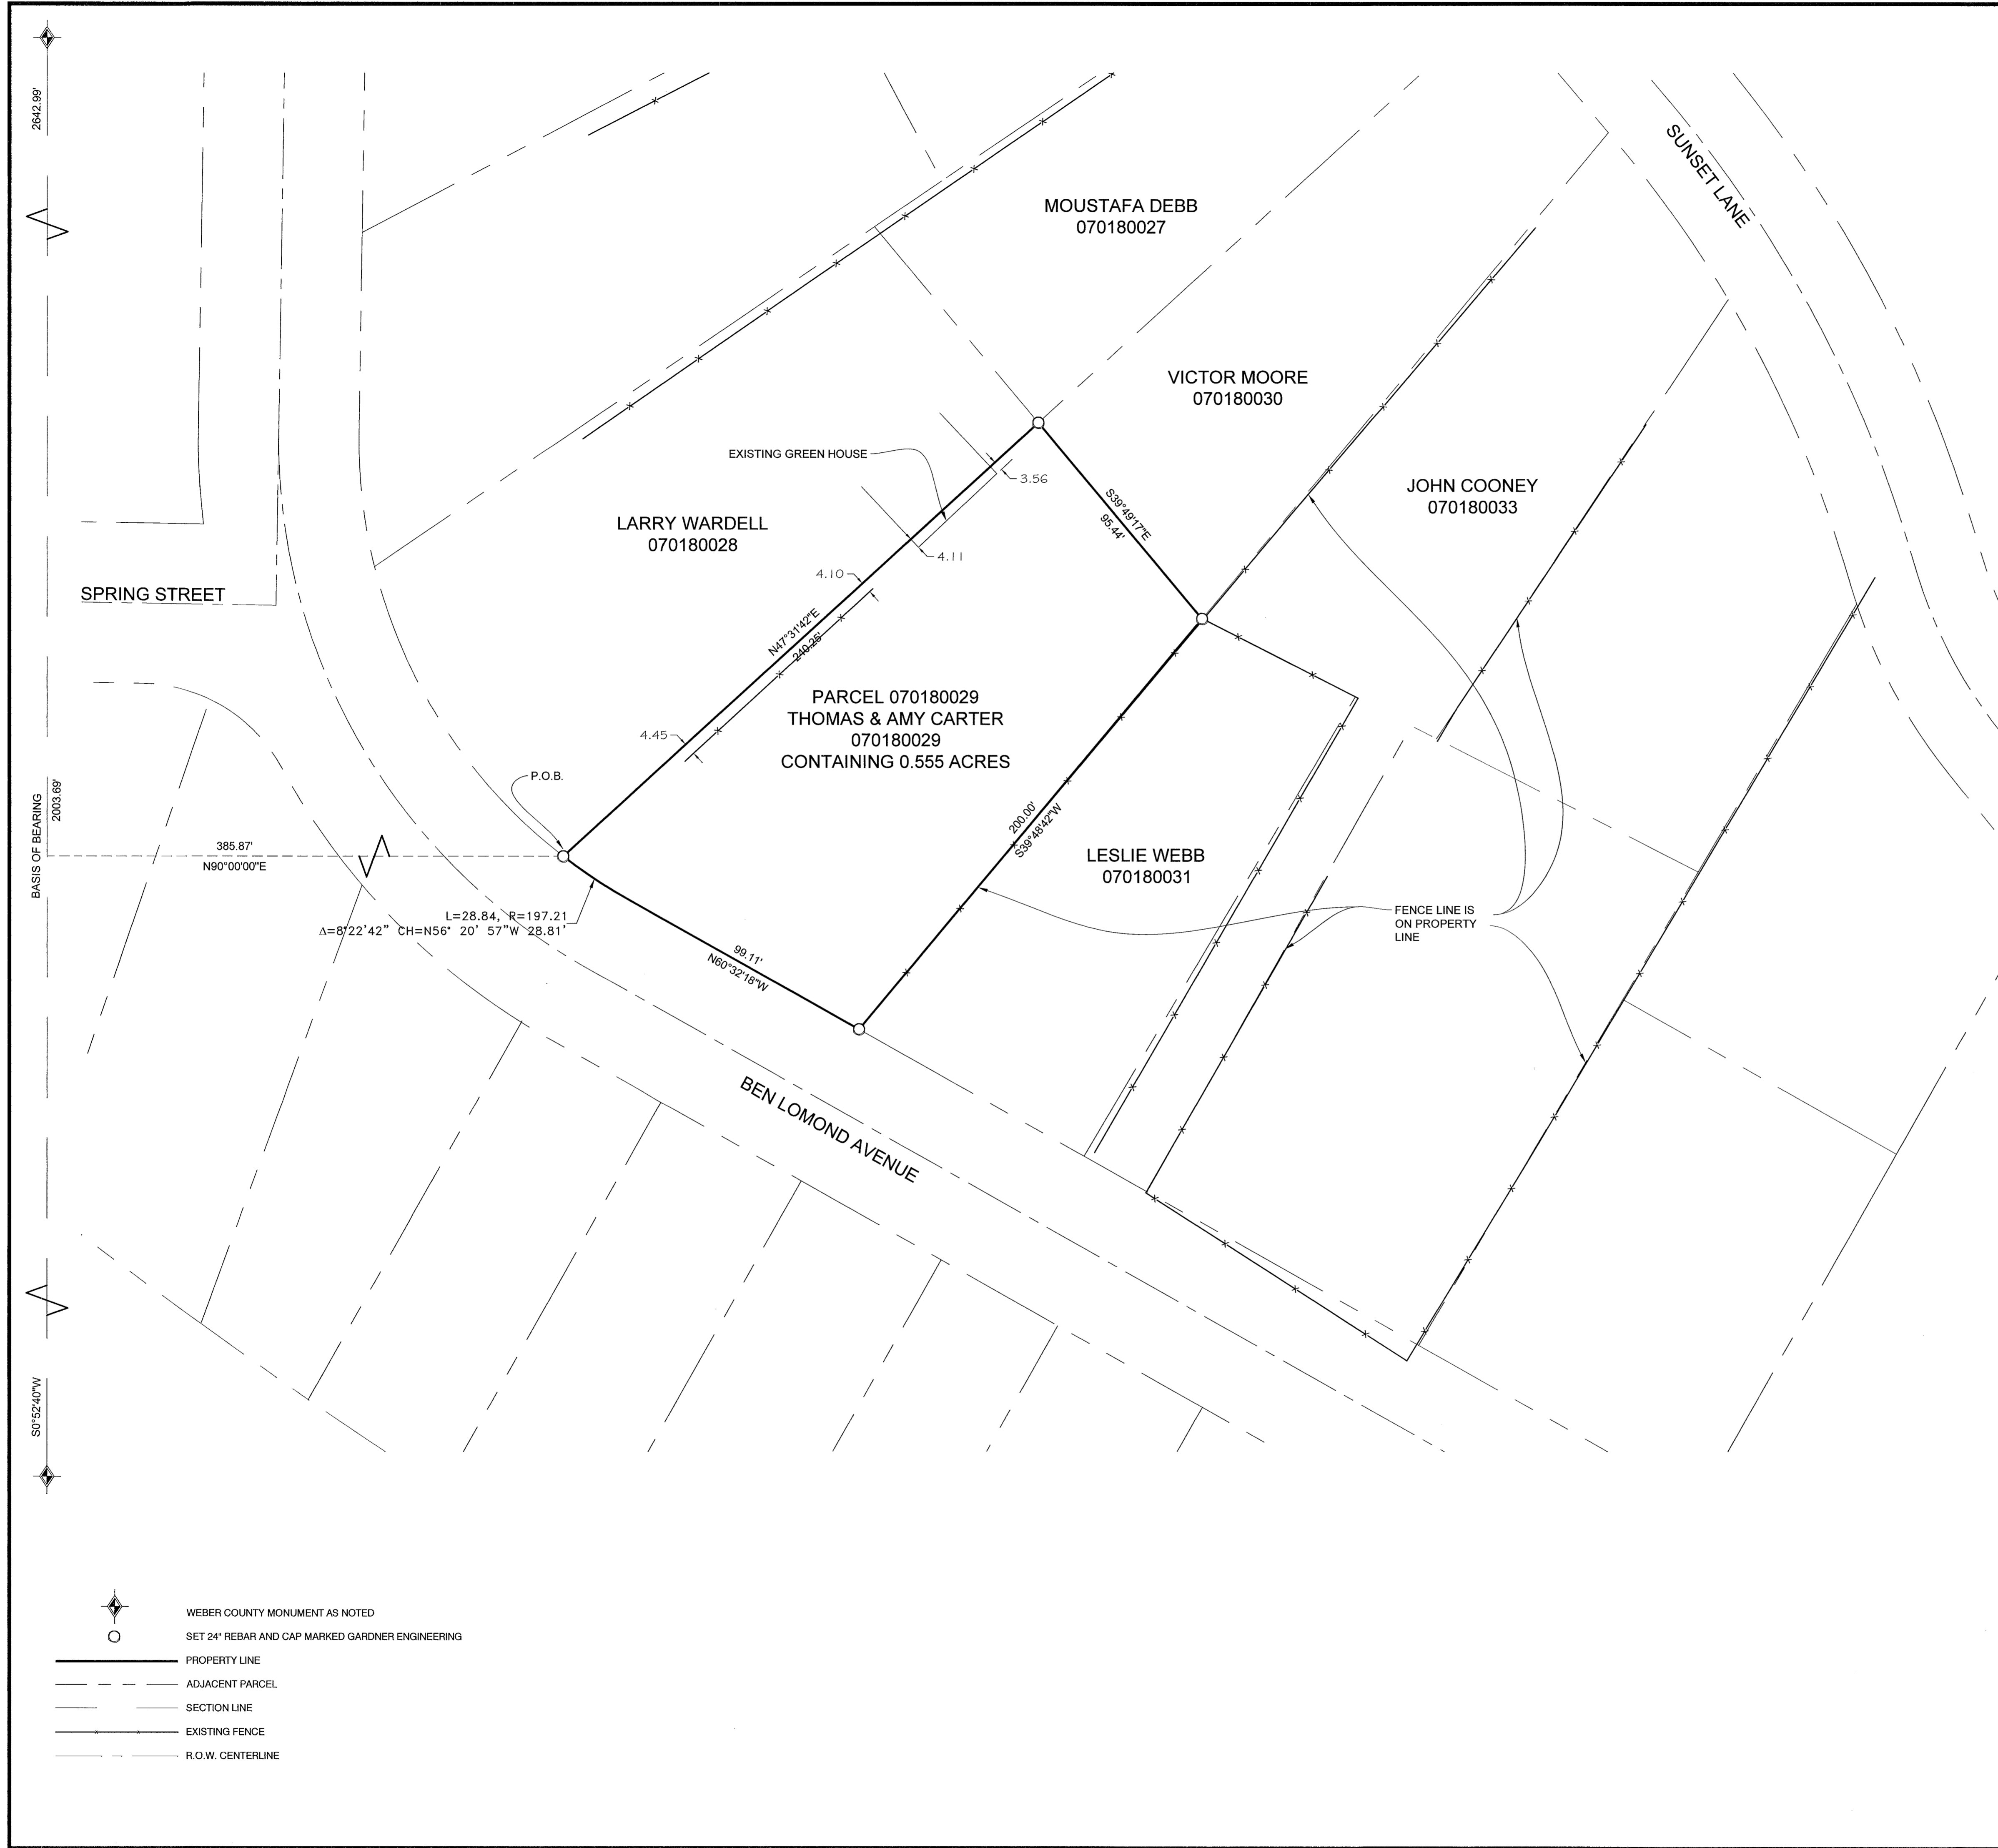 2642.99'
SUNSET LANE
MOUSTAFA DEBB
070180027
VICTOR MOORE
070180030
EXISTING GREEN HOUSE
3.56
S39°49'17"E
95.44'
JOHN COONEY
070180033
LARRY WARDELL
070180028
4.11
4.10
SPRING STREET
N47°31'42"E
240.25'
PARCEL 070180029
THOMAS & AMY CARTER
070180029
CONTAINING 0.555 ACRES
4.45
P.O.B.
BASIS OF BEARING
2003.69'
385.87'
N90°00'00"E
200.00'
S39°48'42"W
LESLIE WEBB
070180031
L=28.84, R=197.21
Δ=8°22'42" CH=N56° 20' 57"W 28.81'
FENCE LINE IS
ON PROPERTY
LINE
99.11'
N60°32'18"W
BEN LOMOND AVENUE
S0°52'40"W
WEBER COUNTY MONUMENT AS NOTED
SET 24" REBAR AND CAP MARKED GARDNER ENGINEERING
PROPERTY LINE
ADJACENT PARCEL
SECTION LINE
EXISTING FENCE
R.O.W. CENTERLINE